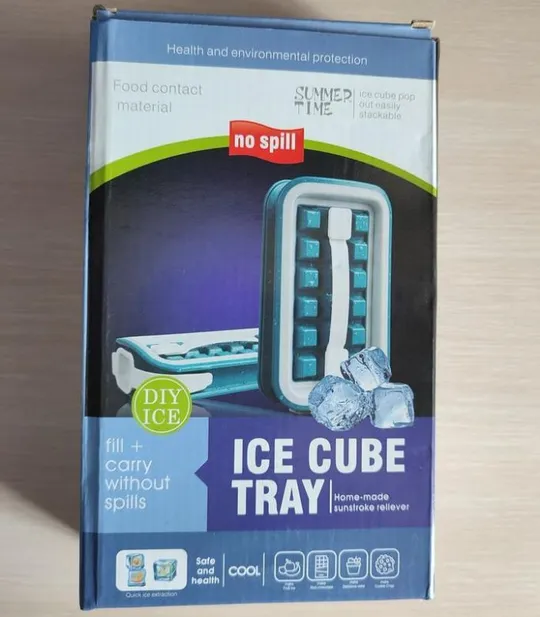 Health and environmental protection
Food contact
material
SUMMER
TIME
ice cube pop
out easily
stackable
no spill
DIY
ICE
fill +
carry
without
spills
ICE CUBE
TRAY
Home-made
sunstroke reliever
Safe
and
health
COOL
Quick ice extraction